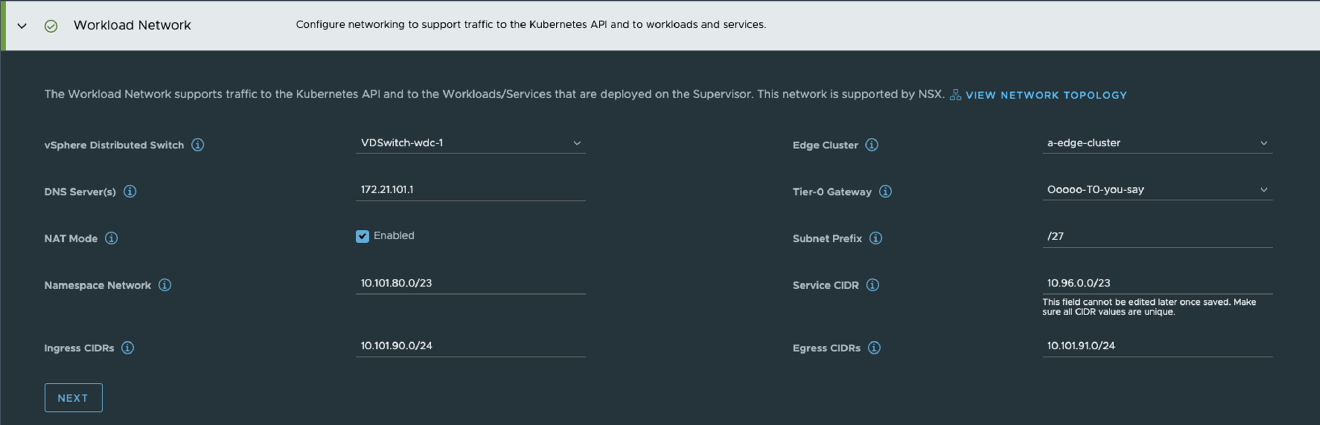 Workload Network Configure networking to support traffic to the Kubernetes API and to workloads and services.
The Workload Network supports traffic to the Kubernetes API and to the Workloads/Services that are deployed on the Supervisor. This network is supported by NSX. VIEW NETWORK TOPOLOGY
vSphere Distributed Switch VDSwitch-wdc-1 Edge Cluster a-edge-cluster
DNS Server(s) 172.21.101.1 Tier-0 Gateway Ooooo-T0-you-say
NAT Mode Enabled Subnet Prefix /27
Namespace Network 10.101.80.0/23 Service CIDR 10.96.0.0/23
This field cannot be edited later once saved. Make
sure all CIDR values are unique.
Ingress CIDRs 10.101.90.0/24 Egress CIDRs 10.101.91.0/24
NEXT